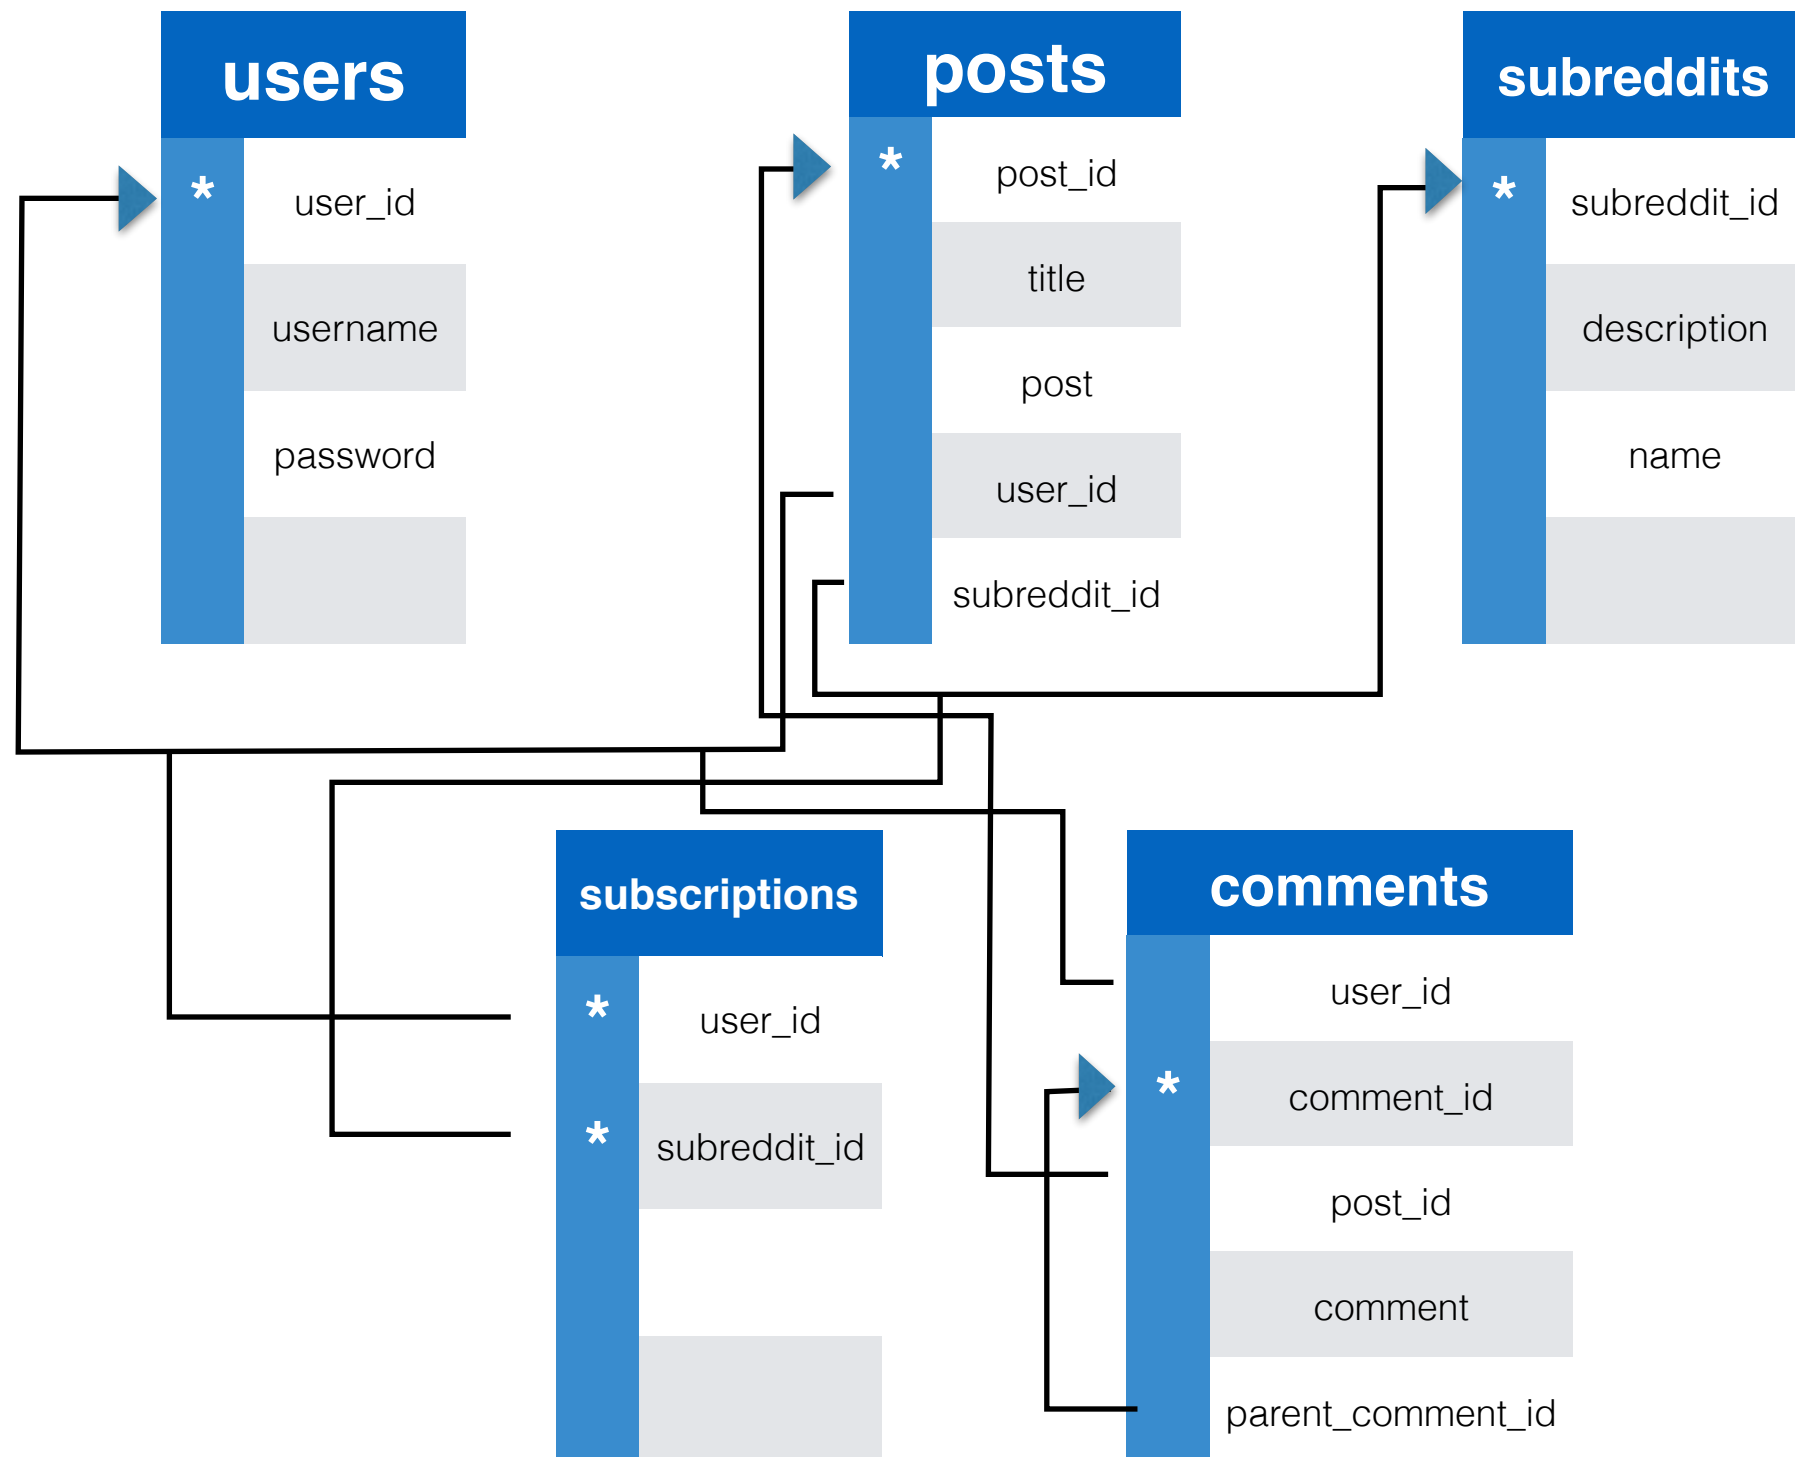 users
*
user_id
username
password
posts
*
post_id
title
post
user_id
subreddit_id
subreddits
*
subreddit_id
description
name
subscriptions
*
user_id
*
subreddit_id
comments
user_id
*
comment_id
post_id
comment
parent_comment_id